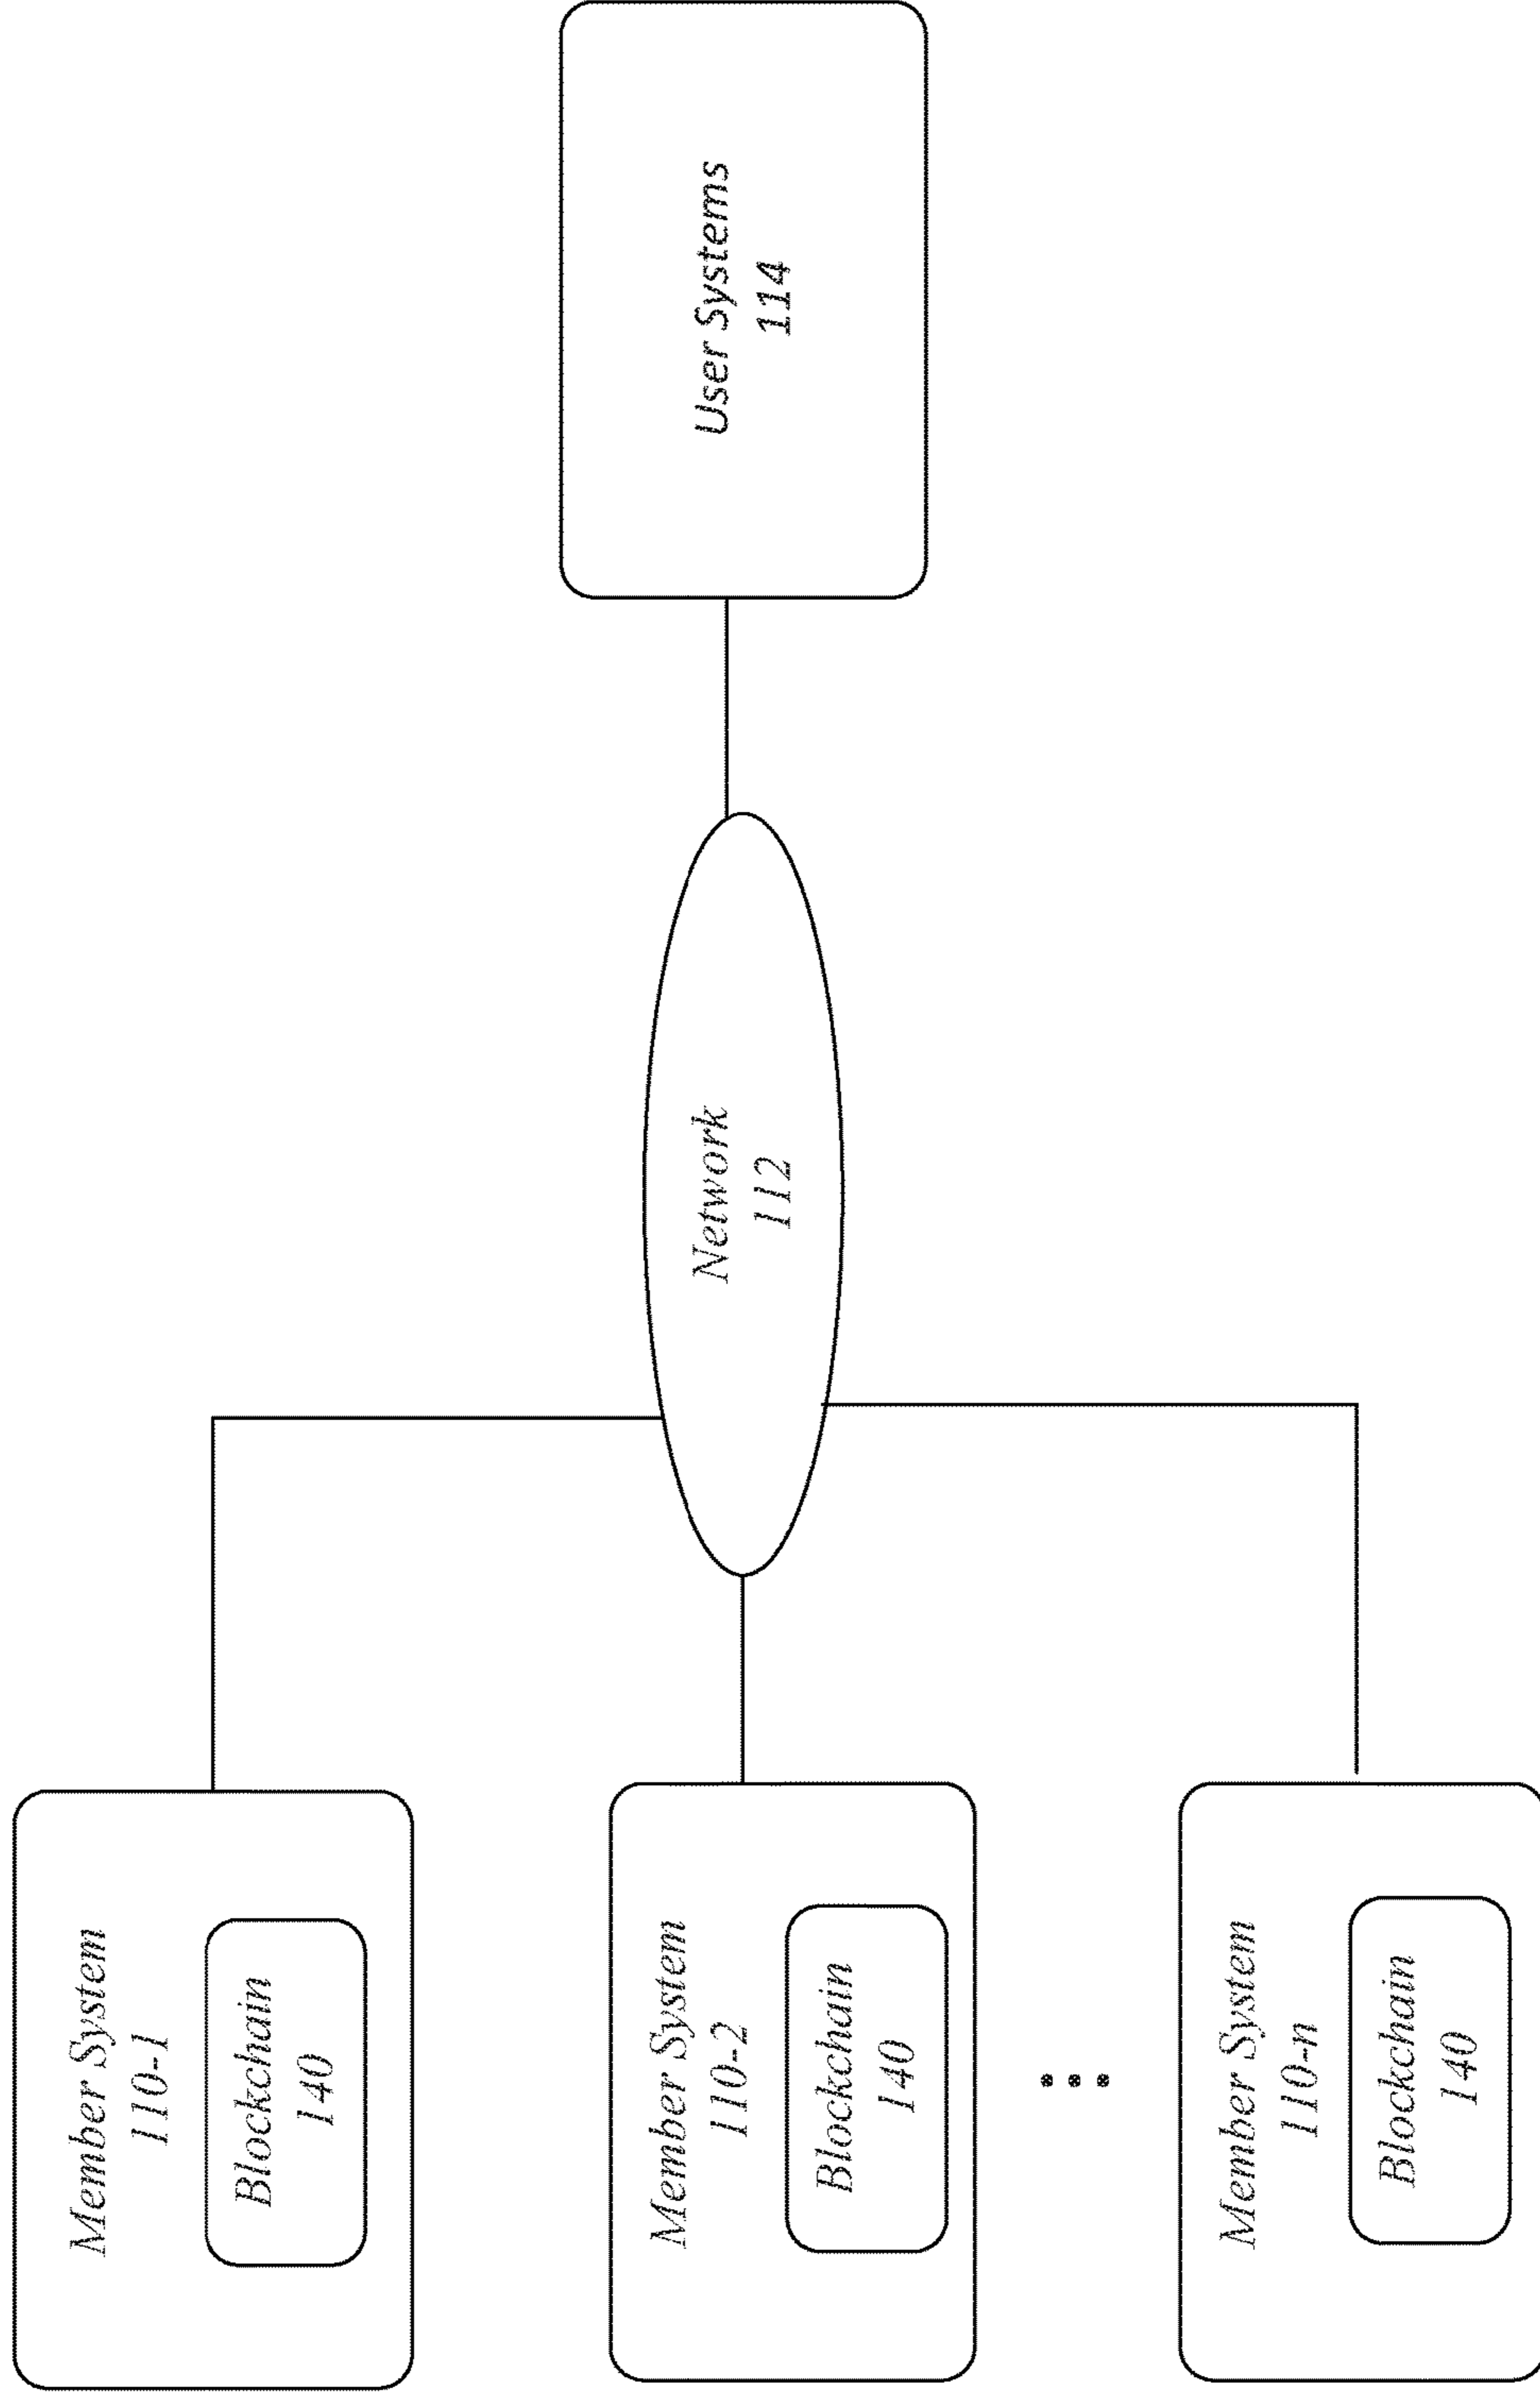 Member System
110-1
Blockchain
140
Member System
110-2
Blockchain
140
Member System
110-n
Blockchain
140
Network
112
User Systems
114